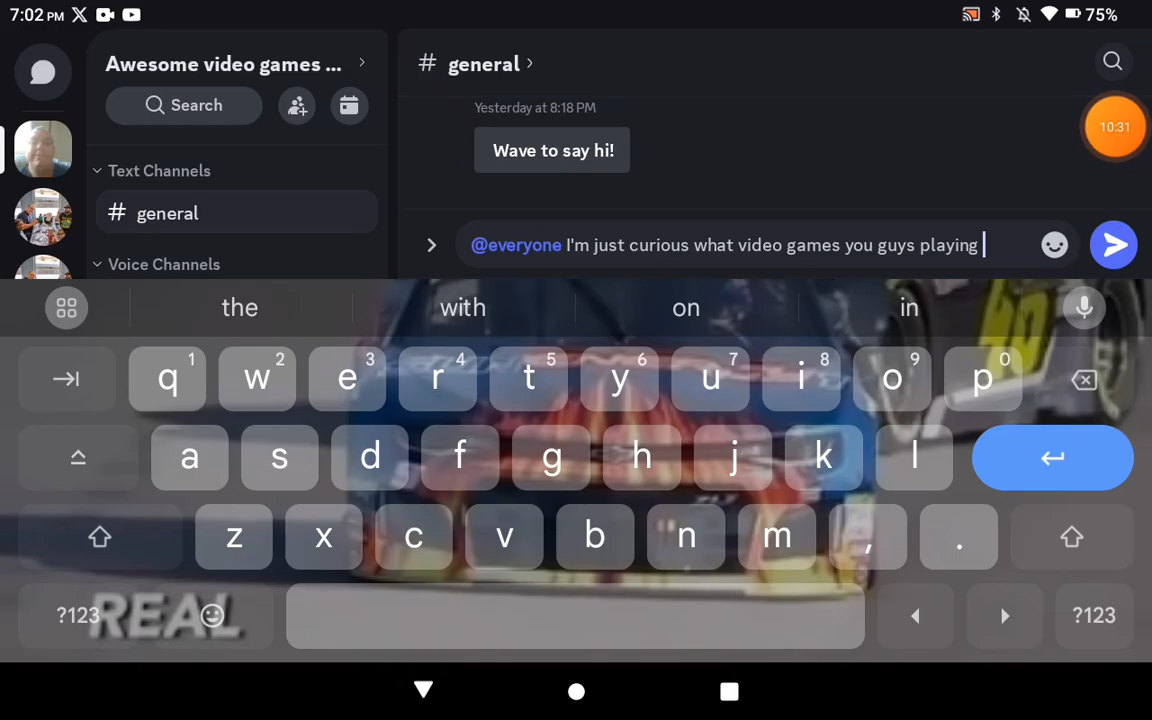 7:02 PM
75%
Awesome video games ...
# general
Search
Yesterday at 8:18 PM
Wave to say hi!
10:31
Text Channels
# general
Voice Channels
@everyone I'm just curious what video games you guys playing
the with on in
q 1 w 2 e 3 r 4 t 5 y 6 u 7 i 8 o 9 p 0
a s d f g h j k l
z x c v b n m , .
?123 ?123
REAL